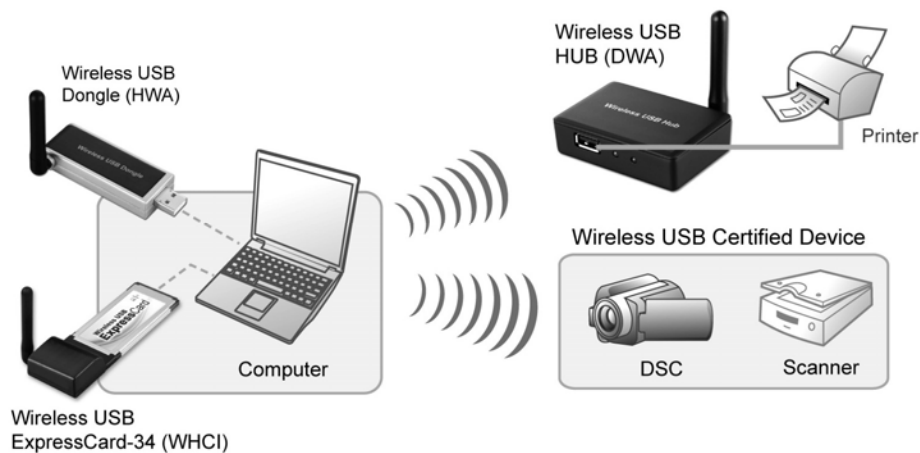 Wireless USB
Dongle (HWA)
Wireless USB Dongle
Wireless USB
ExpressCard
Wireless USB
ExpressCard-34 (WHCI)
Computer
Wireless USB
HUB (DWA)
Wireless USB Hub
Printer
Wireless USB Certified Device
DSC
Scanner